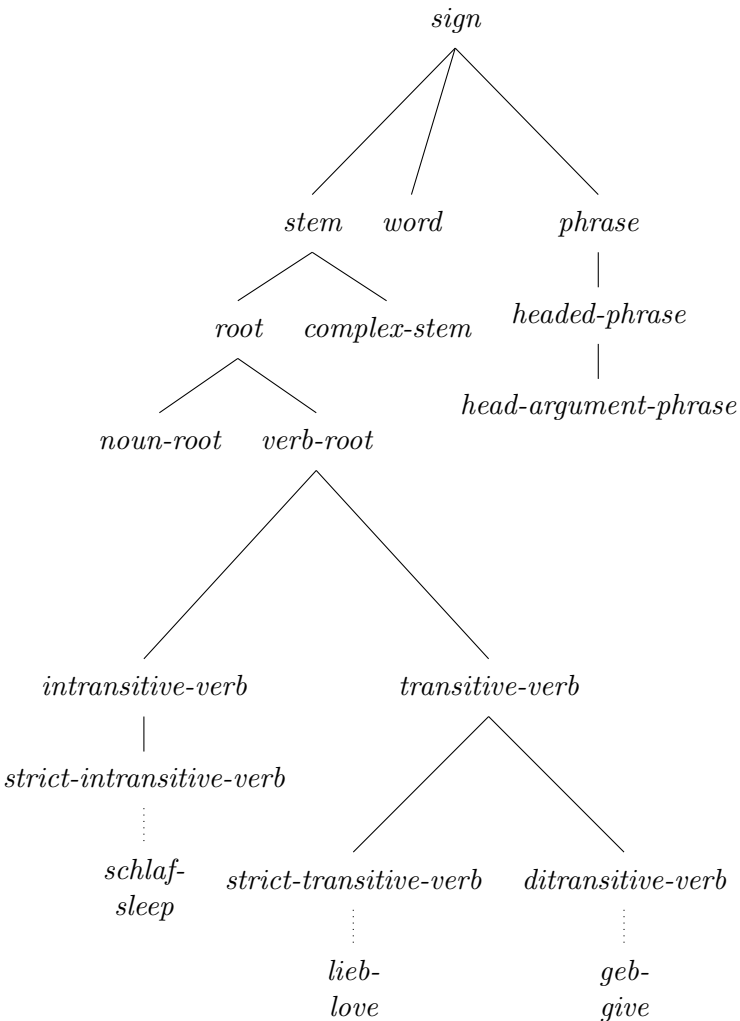 sign
stem word phrase
root complex-stem headed-phrase
head-argument-phrase
noun-root verb-root
intransitive-verb transitive-verb
strict-intransitive-verb
schlaf-
sleep
strict-transitive-verb ditransitive-verb
lieb- geb-
love give